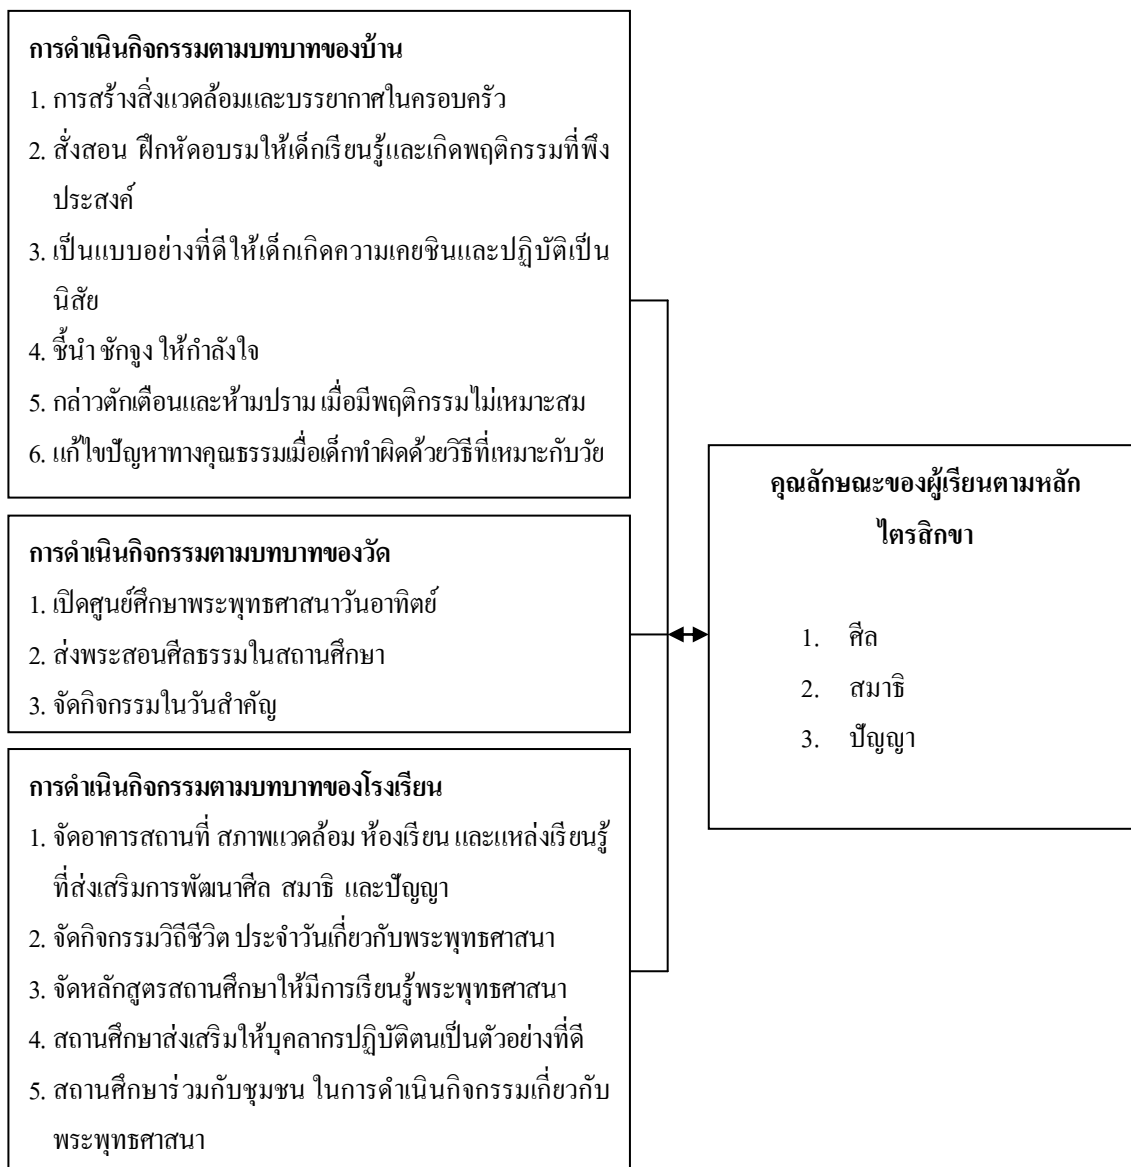 การดำเนินกิจกรรมตามบทบาทของบ้าน
1. การสร้างสิ่งแวดล้อมและบรรยากาศในครอบครัว
2. สั่งสอน ฝึกหัดอบรมให้เด็กเรียนรู้และเกิดพฤติกรรมที่พึง
ประสงค์
3. เป็นแบบอย่างที่ดีให้เด็กเกิดความเคยชินและปฏิบัติเป็น
นิสัย
4. ชี้นำ ชักจูง ให้กำลังใจ
5. กล่าวตักเตือนและห้ามปราม เมื่อมีพฤติกรรมไม่เหมาะสม
6. แก้ไขปัญหาทางคุณธรรมเมื่อเด็กทำผิดด้วยวิธีที่เหมาะกับวัย
การดำเนินกิจกรรมตามบทบาทของวัด
1. เปิดศูนย์ศึกษาพระพุทธศาสนาวันอาทิตย์
2. ส่งพระสอนศีลธรรมในสถานศึกษา
3. จัดกิจกรรมในวันสำคัญ
การดำเนินกิจกรรมตามบทบาทของโรงเรียน
1. จัดอาคารสถานที่ สภาพแวดล้อม ห้องเรียน และแหล่งเรียนรู้
ที่ส่งเสริมการพัฒนาศีล สมาธิ และปัญญา
2. จัดกิจกรรมวิถีชีวิต ประจำวันเกี่ยวกับพระพุทธศาสนา
3. จัดหลักสูตรสถานศึกษาให้มีการเรียนรู้พระพุทธศาสนา
4. สถานศึกษาส่งเสริมให้บุคลากรปฏิบัติตนเป็นตัวอย่างที่ดี
5. สถานศึกษาร่วมกับชุมชน ในการดำเนินกิจกรรมเกี่ยวกับ
พระพุทธศาสนา
คุณลักษณะของผู้เรียนตามหลัก
ไตรสิกขา
1. ศีล
2. สมาธิ
3. ปัญญา